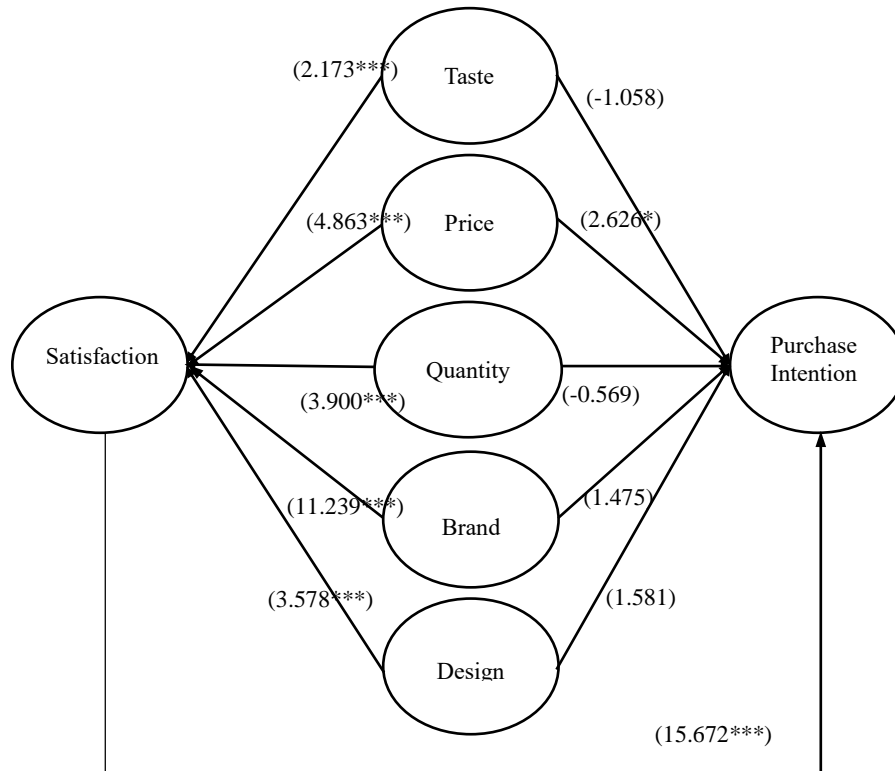 Taste
(2.173***)
(-1.058)
Price
(4.863***)
(2.626*)
Satisfaction
Quantity
Purchase
Intention
(3.900***)
(-0.569)
(11.239***)
Brand
(1.475)
(3.578***)
(1.581)
Design
(15.672***)